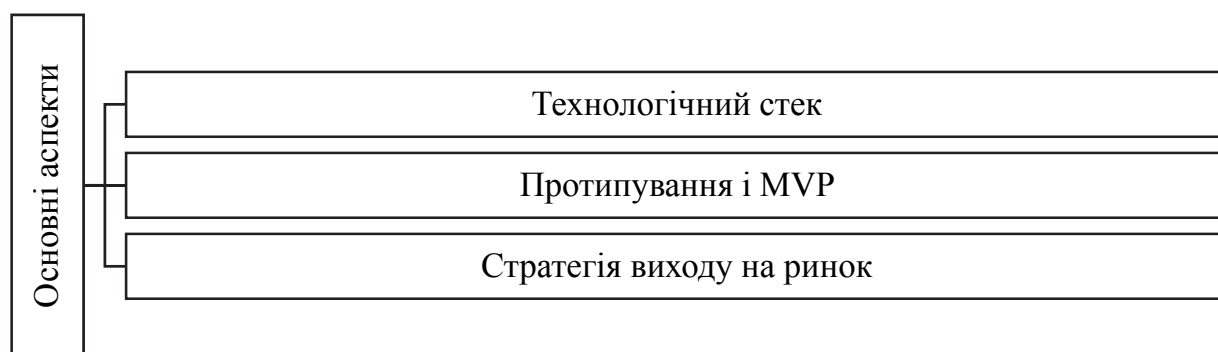 Основні аспекти
Технологічний стек
Протипування і MVP
Стратегія виходу на ринок